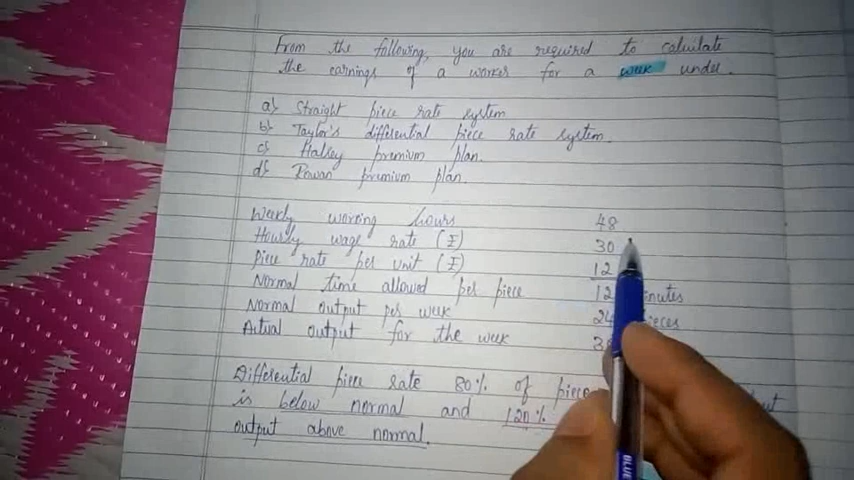 From the following, you are required to calculate
the earnings of a worker for a week under.
a) Straight piece rate system
b) Taylor's differential piece rate system.
c) Halsey premium plan.
d) Rowan premium plan.
Weekly working hours 48
Hourly wage rate (₹) 30
Piece rate per unit (₹) 12
Normal time allowed per piece 12
Normal output per week pieces
Actual output for the week
Differential piece rate 80% of piece
is below normal and 120%
output above normal.
BLUE